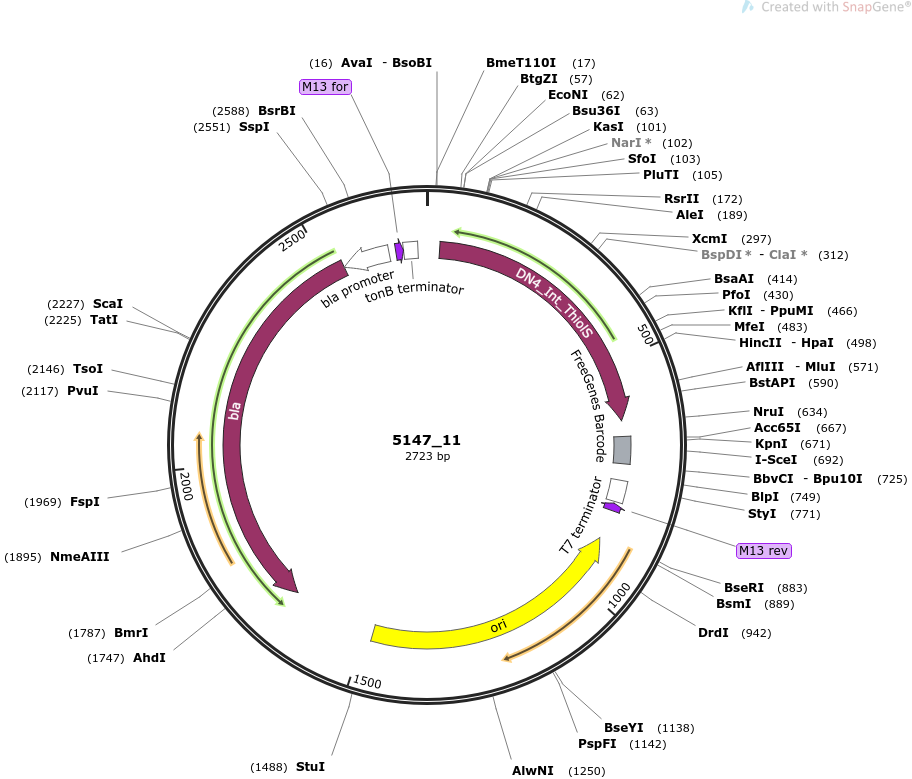 Created with SnapGene®
(16) AvaI - BsoBI
M13 for
(2588) BsrBI
(2551) SspI
BmeT110I (17)
BtgZI (57)
EcoNI (62)
Bsu36I (63)
KasI (101)
NarI * (102)
SfoI (103)
PluTI (105)
RsrII (172)
AleI (189)
XcmI (297)
BspDI * - ClaI * (312)
BsaAI (414)
PfoI (430)
KflI - PpuMI (466)
MfeI (483)
HincII - HpaI (498)
AflIII - MluI (571)
BstAPI (590)
NruI (634)
Acc65I (667)
KpnI (671)
I-SceI (692)
BbvCI - Bpu10I (725)
BlpI (749)
StyI (771)
M13 rev
BseRI (883)
BsmI (889)
DrdI (942)
BseYI (1138)
PspFI (1142)
AlwNI (1250)
(1488) StuI
(1747) AhdI
(1787) BmrI
(1895) NmeAIII
(1969) FspI
(2117) PvuI
(2146) TsoI
(2225) TatI
(2227) ScaI
500
1000
1500
2000
2500
bla promoter
tonB terminator
DN4_Int_ThiolS
FreeGenes Barcode
T7 terminator
ori
bla
5147_11
2723 bp